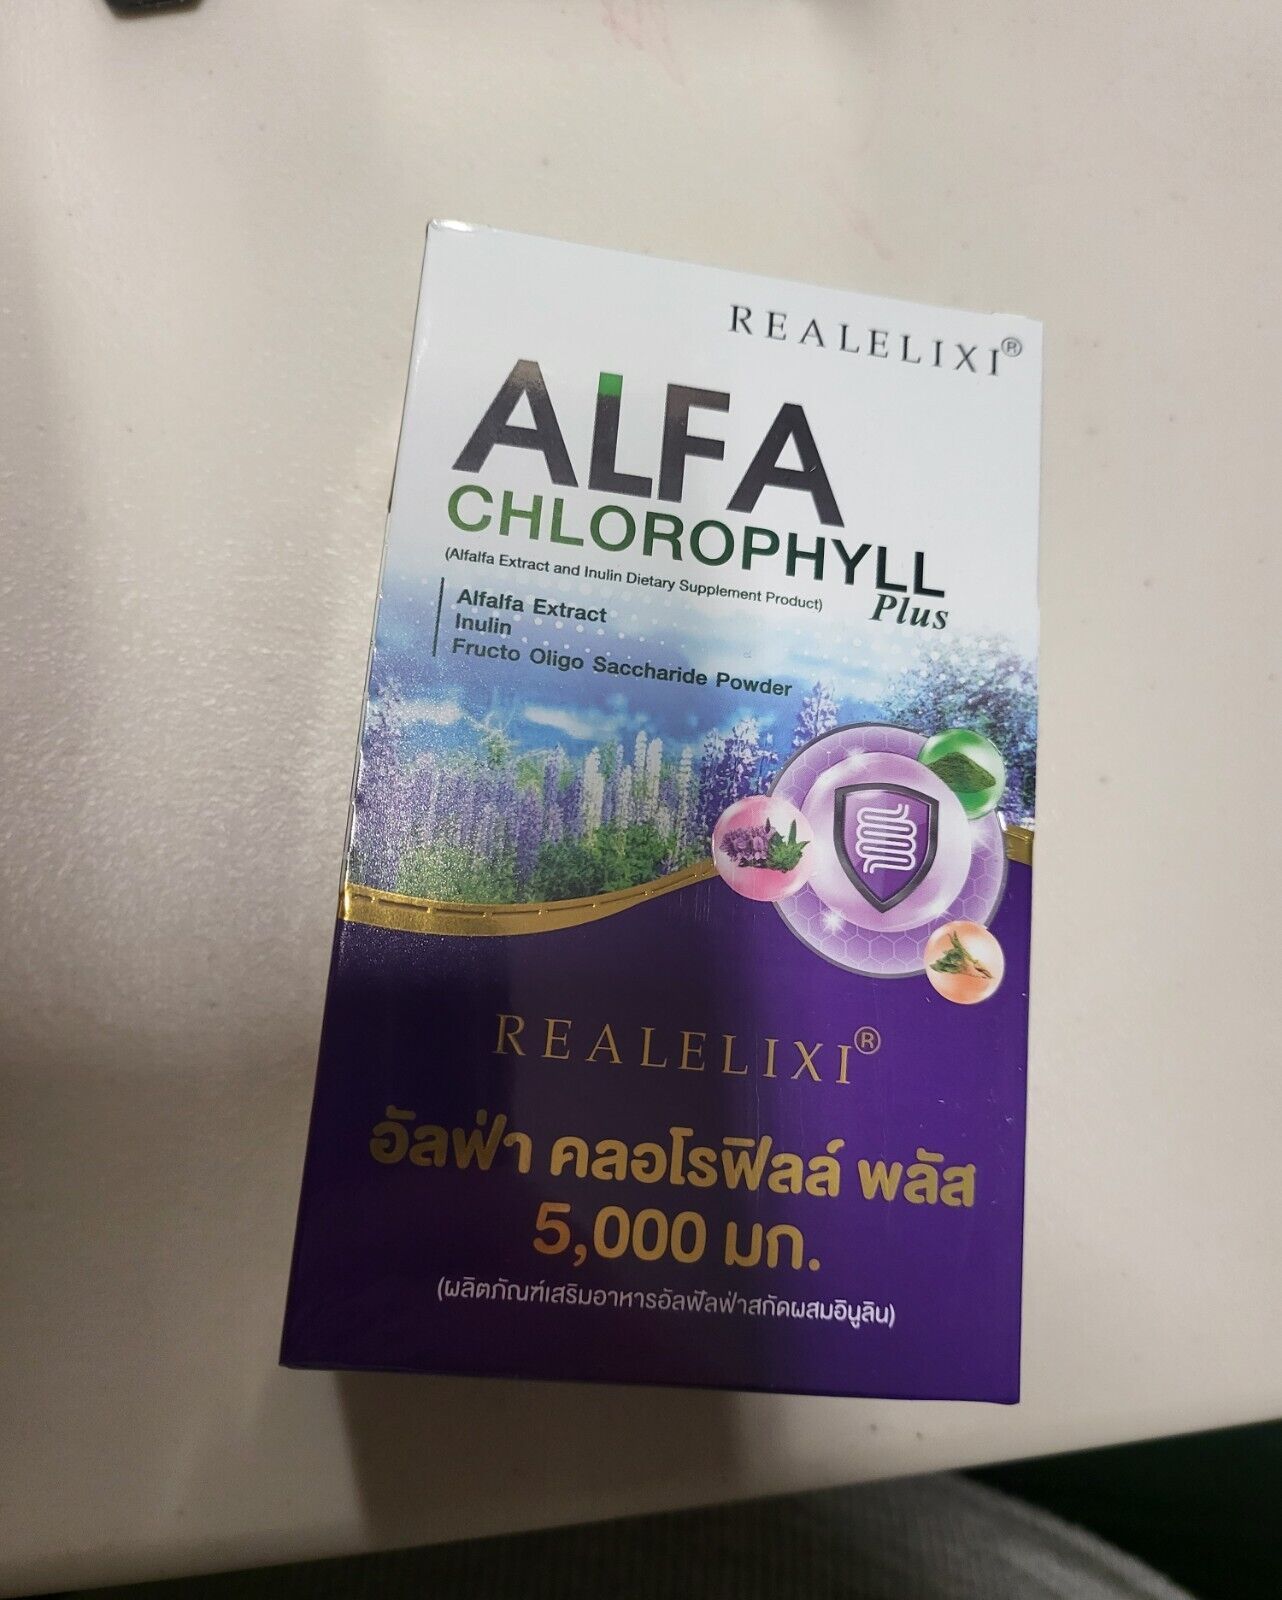 REALELIXI®
ALFA
CHLOROPHYLL
Plus
(Alfalfa Extract and Inulin Dietary Supplement Product)
Alfalfa Extract
Inulin
Fructo Oligo Saccharide Powder
REALELIXI®
อัลฟ่า คลอโรฟิลล์ พลัส
5,000 มก.
(ผลิตภัณฑ์เสริมอาหารอัลฟัลฟ่าสกัดผสมอินูลิน)